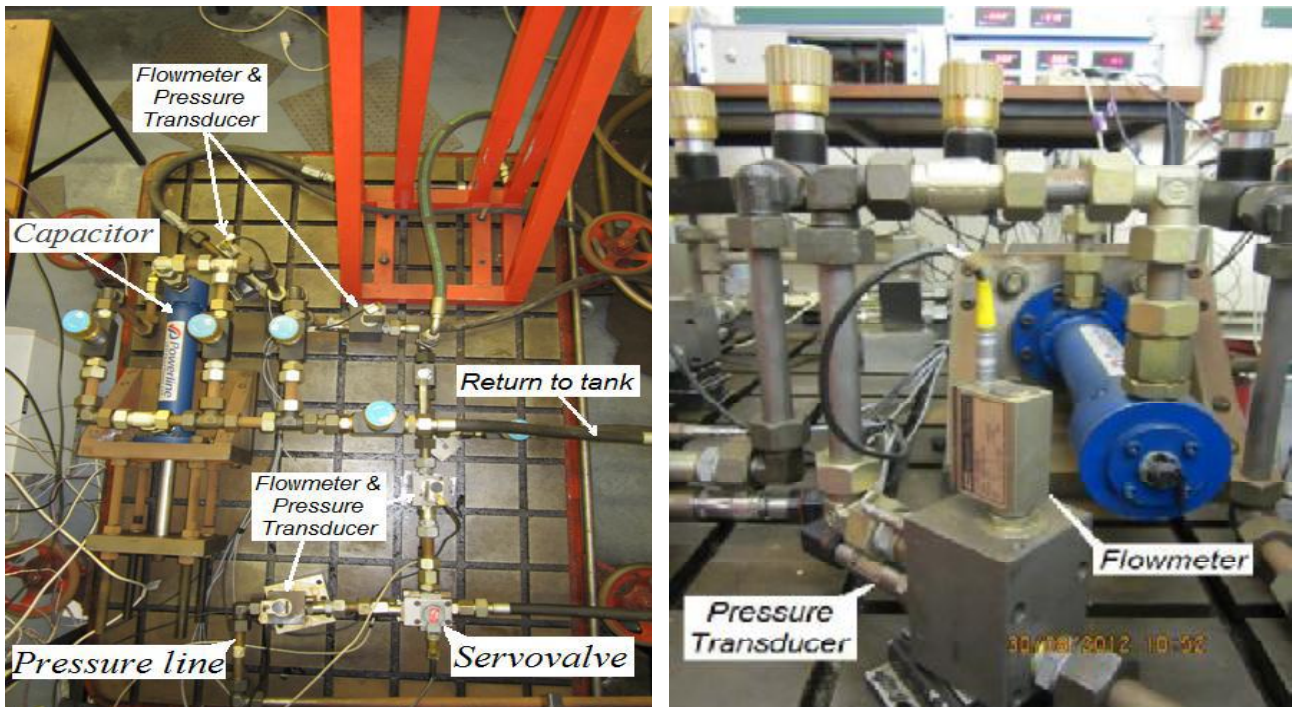 Flowmeter &
Pressure
Transducer
Capacitor
Powerline
Return to tank
Flowmeter &
Pressure
Transducer
Pressure line
Servovalve
Flowmeter
Pressure
Transducer
30/08/2012 10:52